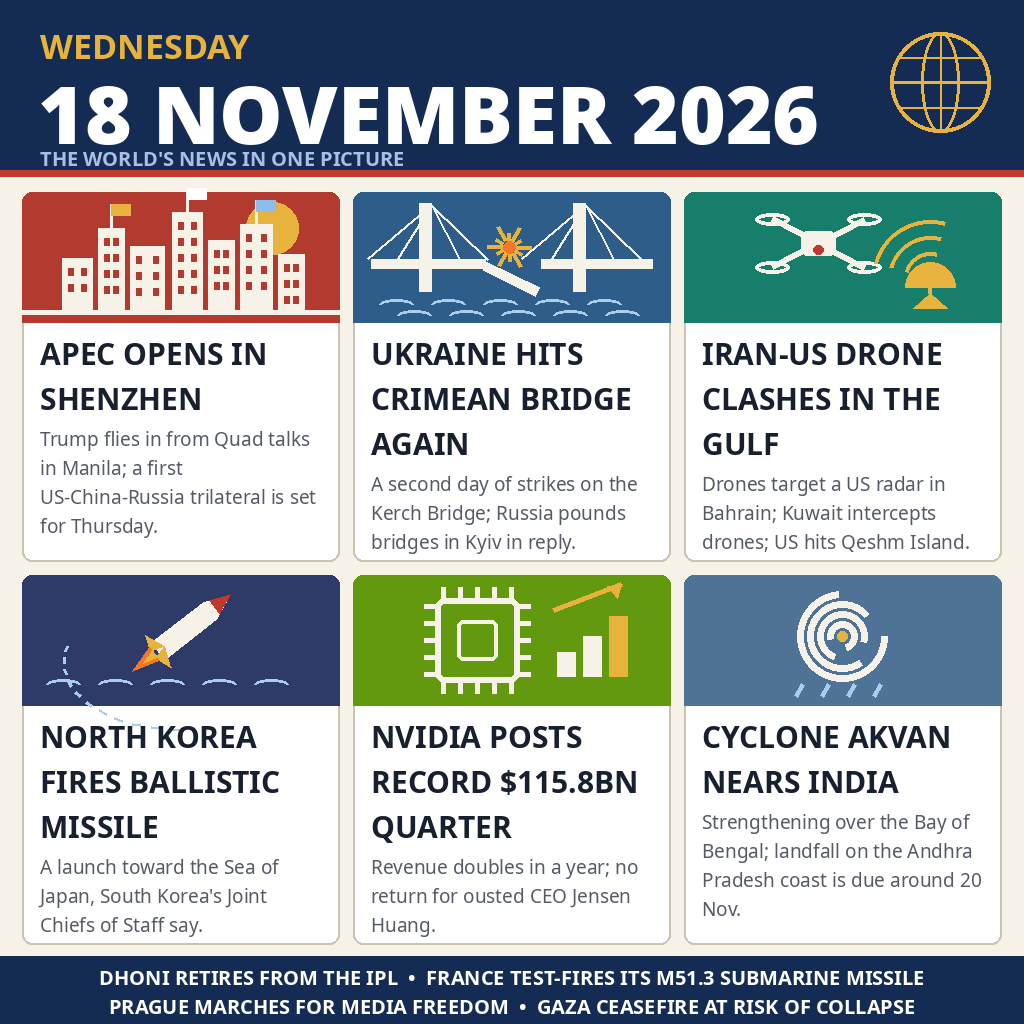 WEDNESDAY
18 NOVEMBER 2026
THE WORLD'S NEWS IN ONE PICTURE
APEC OPENS IN
SHENZHEN
Trump flies in from Quad talks
in Manila; a first
US-China-Russia trilateral is set
for Thursday.
UKRAINE HITS
CRIMEAN BRIDGE
AGAIN
A second day of strikes on the
Kerch Bridge; Russia pounds
bridges in Kyiv in reply.
IRAN-US DRONE
CLASHES IN THE
GULF
Drones target a US radar in
Bahrain; Kuwait intercepts
drones; US hits Qeshm Island.
NORTH KOREA
FIRES BALLISTIC
MISSILE
A launch toward the Sea of
Japan, South Korea's Joint
Chiefs of Staff say.
NVIDIA POSTS
RECORD $115.8BN
QUARTER
Revenue doubles in a year; no
return for ousted CEO Jensen
Huang.
CYCLONE AKVAN
NEARS INDIA
Strengthening over the Bay of
Bengal; landfall on the Andhra
Pradesh coast is due around 20
Nov.
DHONI RETIRES FROM THE IPL • FRANCE TEST-FIRES ITS M51.3 SUBMARINE MISSILE
PRAGUE MARCHES FOR MEDIA FREEDOM • GAZA CEASEFIRE AT RISK OF COLLAPSE